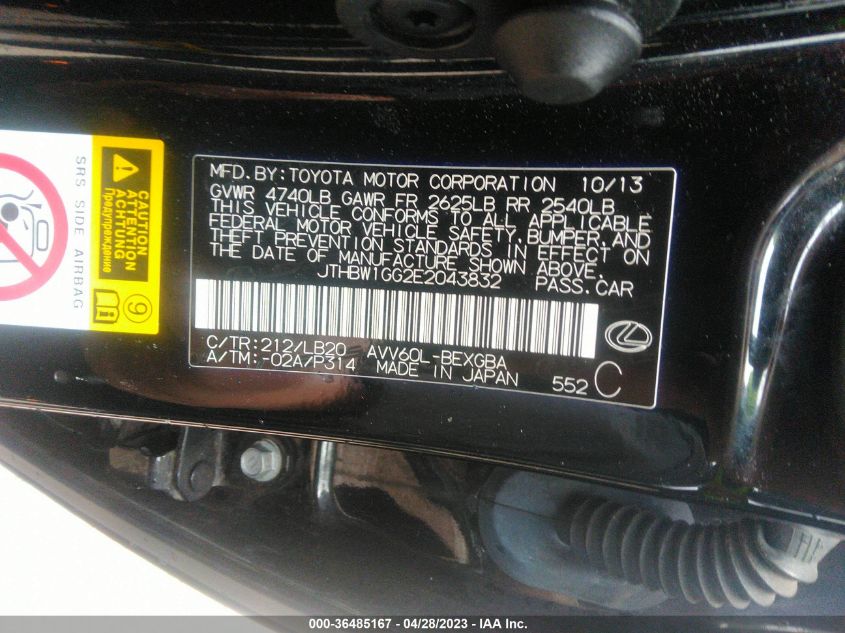 MFD. BY: TOYOTA MOTOR CORPORATION 10/13
GVWR 4740LB GAWR FR 2625LB RR 2540LB
THIS VEHICLE CONFORMS TO ALL APPLICABLE
FEDERAL MOTOR VEHICLE SAFETY, BUMPER, AND
THEFT PREVENTION STANDARDS IN EFFECT ON
THE DATE OF MANUFACTURE SHOWN ABOVE.
JTHBW1GG2E2043832 PASS. CAR
C/TR: 212/LB20 AVV60L-BEXGBA
A/TM: -02A/P314 MADE IN JAPAN 552 C
SRS SIDE AIRBAG
Предупреждение
9
000-36485167 - 04/28/2023 - IAA Inc.